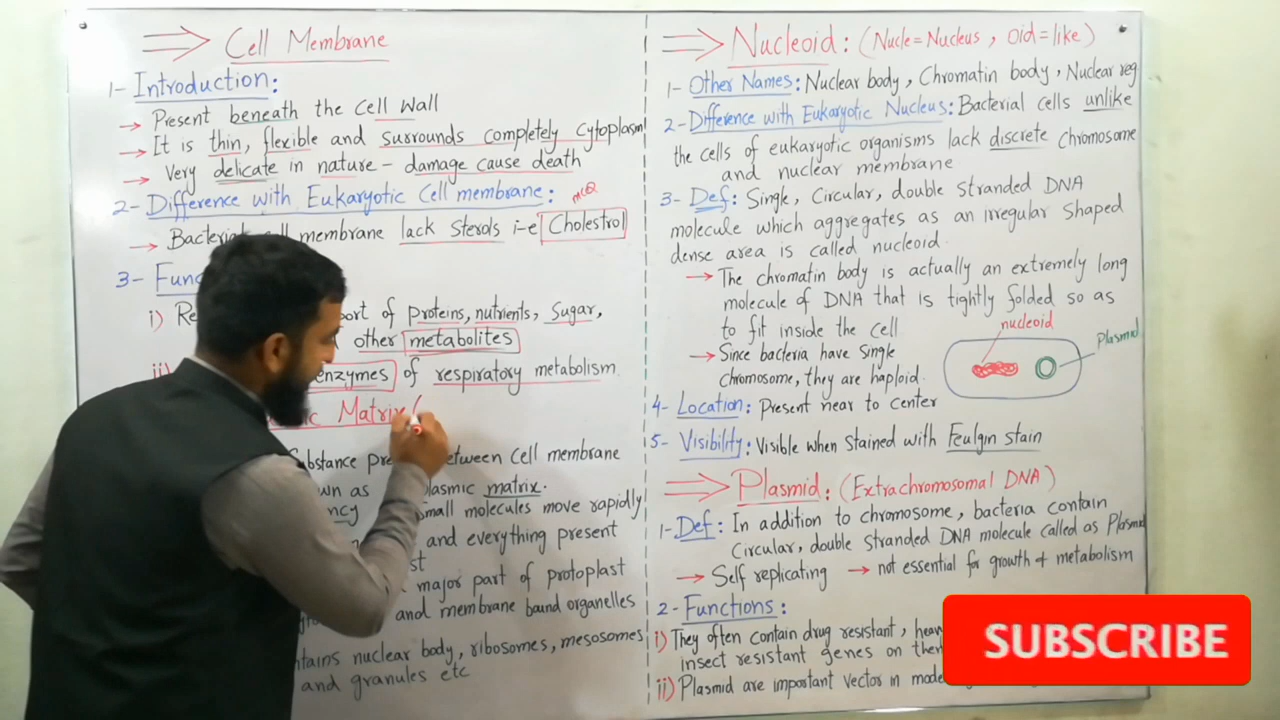 ⇒ Cell Membrane
1- Introduction:
→ Present beneath the cell wall
→ It is thin, flexible and surrounds completely cytoplasm
→ Very delicate in nature - damage cause death
2- Difference with Eukaryotic Cell membrane: MCQ
→ membrane lack sterols i-e Cholestrol
3-
i) of proteins, nutrients, sugar,
other metabolites
ii) enzymes of respiratory metabolism
Matrix (
between cell membrane
as matrix.
small molecules move rapidly
and everything present
major part of protoplast
and membrane bound organelles
nuclear body, ribosomes, mesosomes
and granules etc
⇒ Nucleoid: (Nucle=Nucleus, Oid=like)
1- Other Names: Nuclear body, Chromatin body, Nuclear reg
2- Difference with Eukaryotic Nucleus: Bacterial cells unlike
the cells of eukaryotic organisms lack discrete chromosome
and nuclear membrane
3- Def: Single, Circular, double stranded DNA
molecule which aggregates as an irregular shaped
dense area is called nucleoid.
→ The chromatin body is actually an extremely long
molecule of DNA that is tightly folded so as
to fit inside the cell
→ Since bacteria have single
chromosome, they are haploid.
nucleoid
Plasmid
4- Location: Present near to center
5- Visibility: Visible when stained with Feulgin stain
⇒ Plasmid: (Extrachromosomal DNA)
1- Def: In addition to chromosome, bacteria contain
Circular, double stranded DNA molecule called as Plasmid
→ Self replicating → not essential for growth & metabolism
2- Functions:
i) They often contain drug resistant,
insect resistant genes on
ii) Plasmid are important vector in
SUBSCRIBE